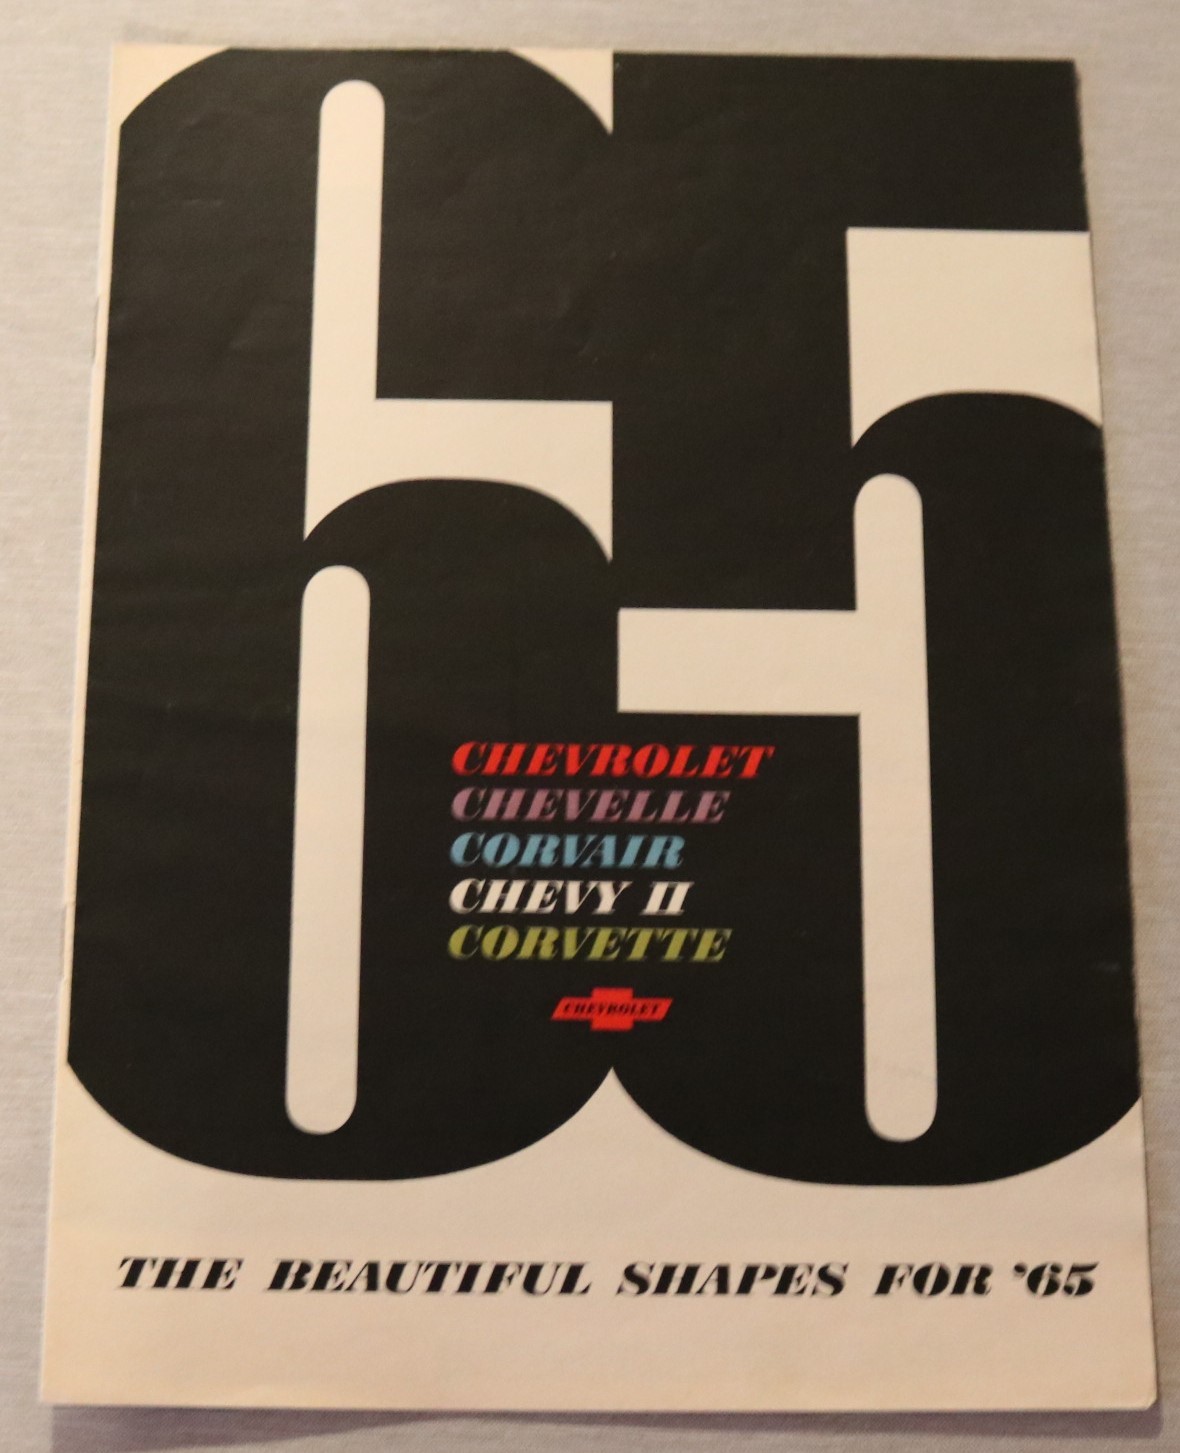 65
CHEVROLET
CHEVELLE
CORVAIR
CHEVY II
CORVETTE
CHEVROLET
THE BEAUTIFUL SHAPES FOR '65